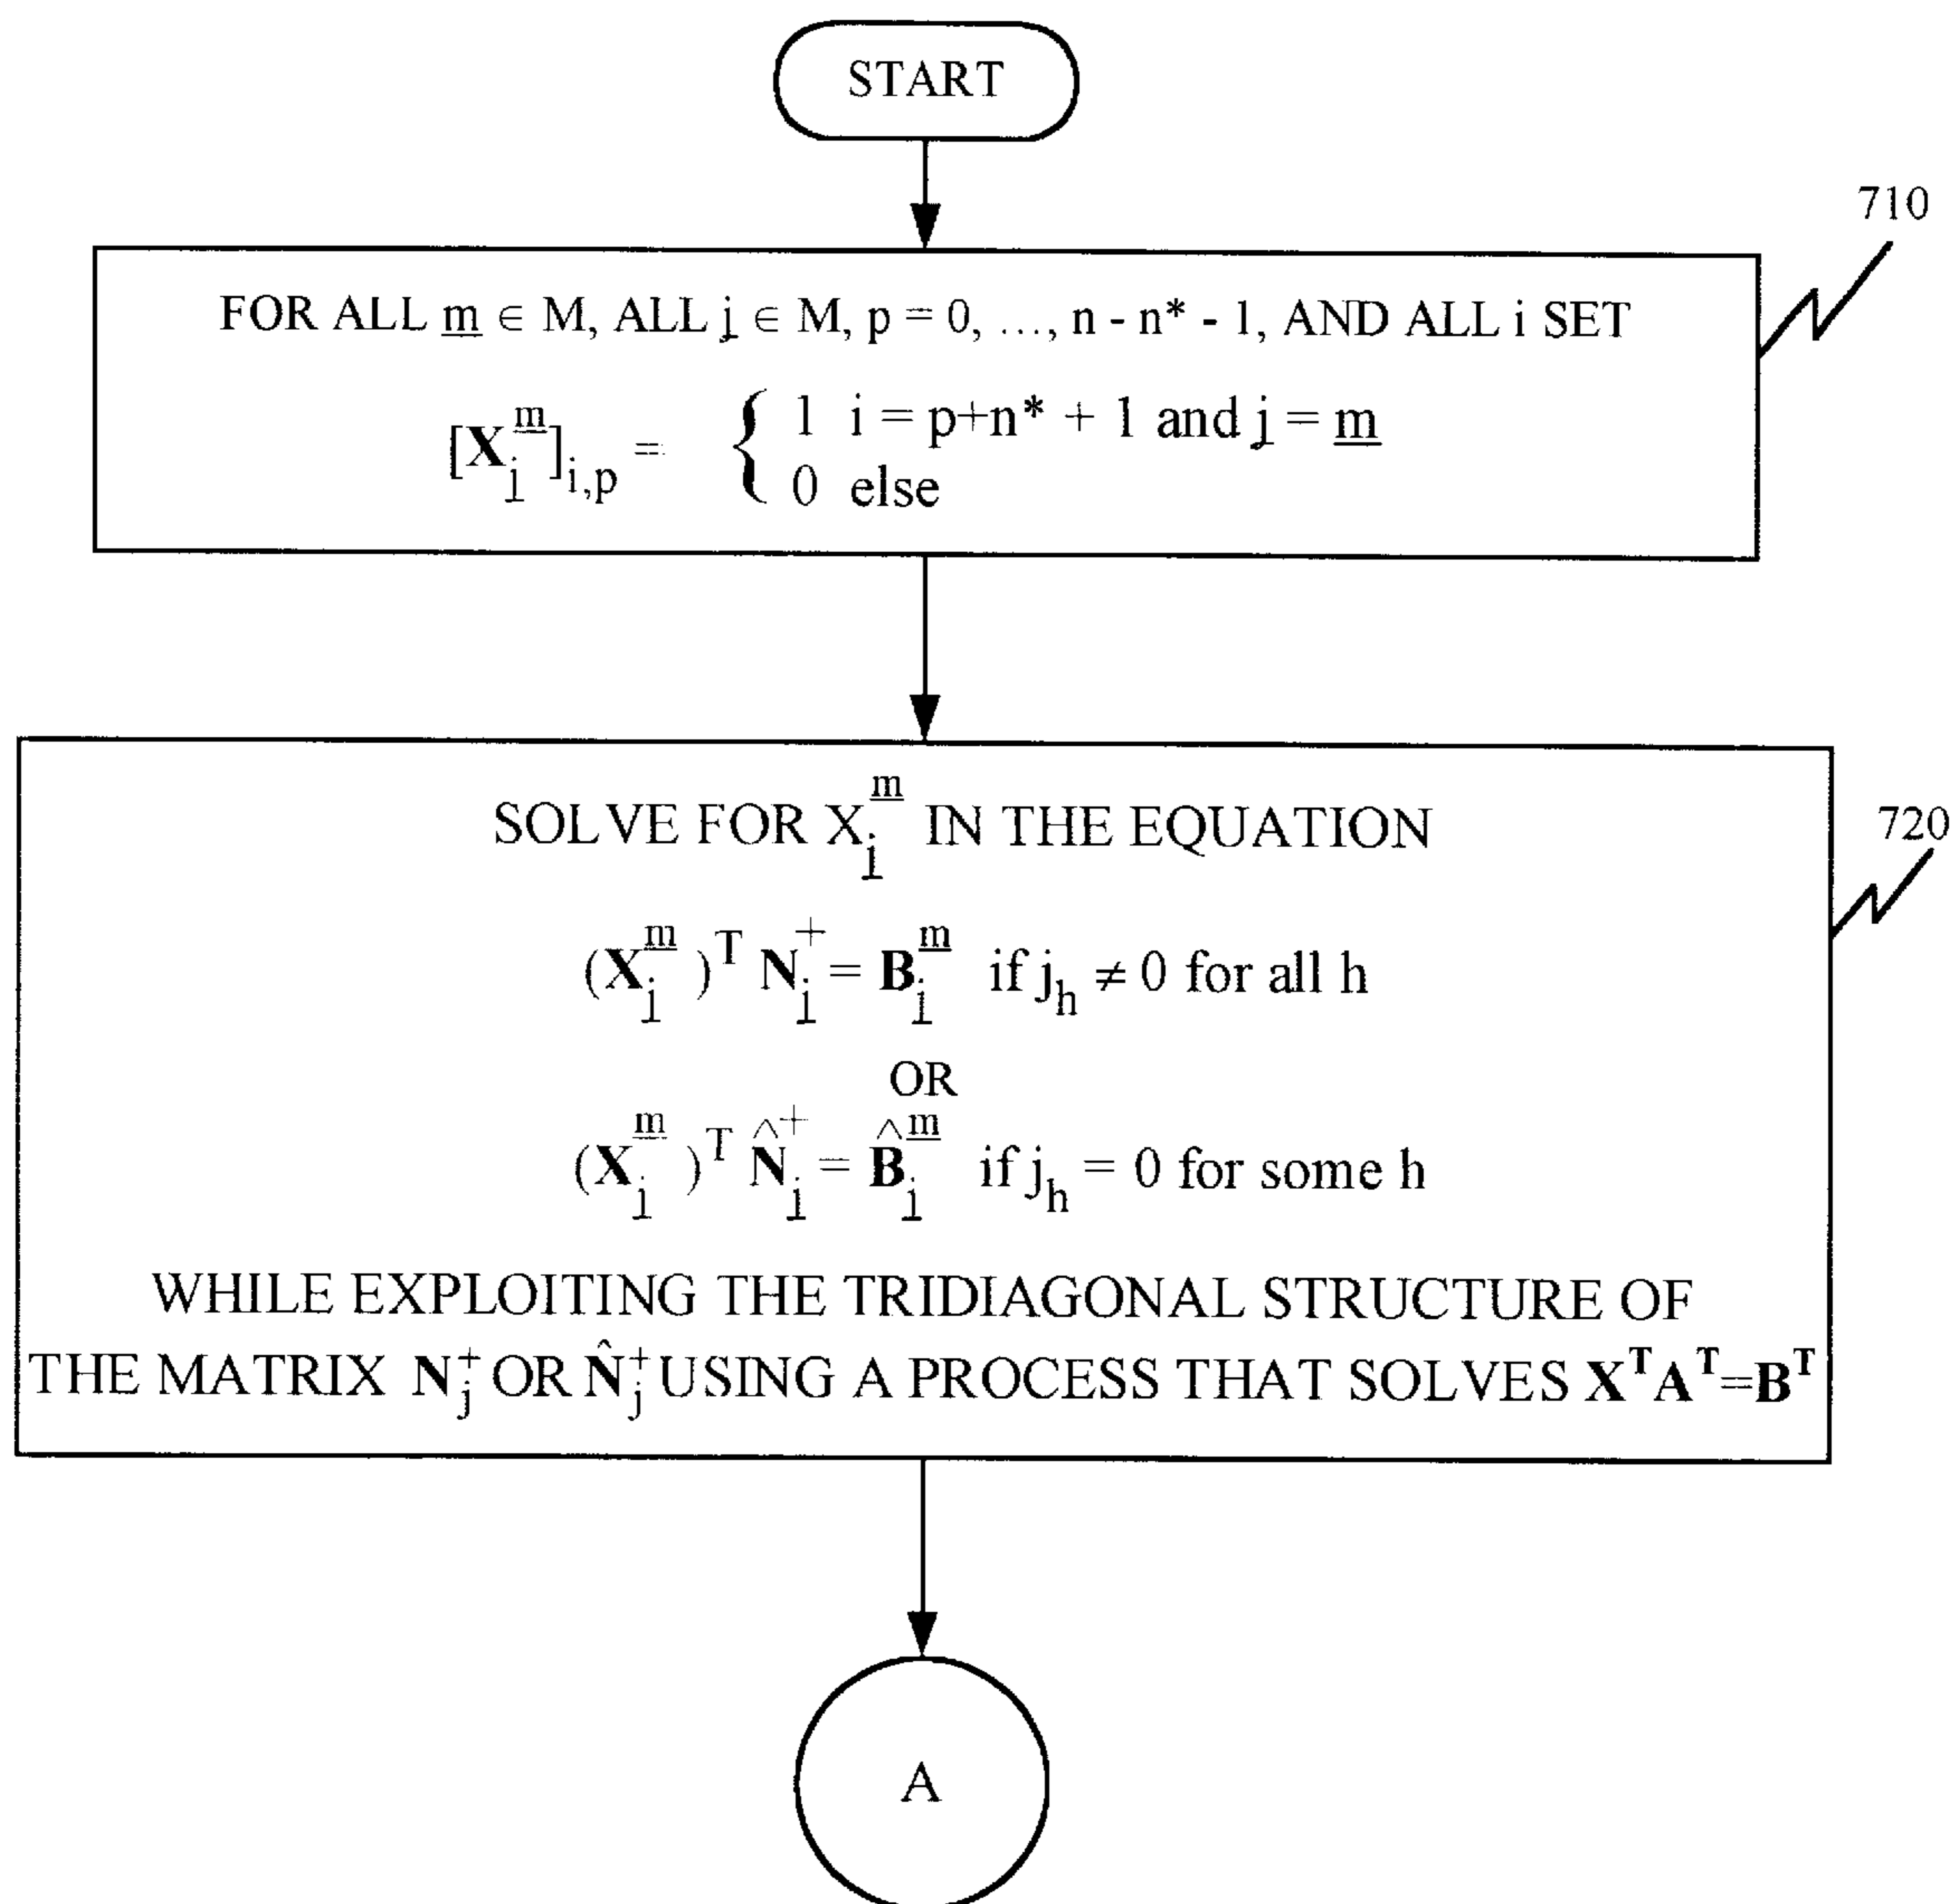 START
710
FOR ALL m ∈ M, ALL j ∈ M, p = 0, ..., n - n* - 1, AND ALL i SET
[X_j^m]_{i,p} = { 1 i = p+n* + 1 and j = m
0 else
720
SOLVE FOR X_j^m IN THE EQUATION
(X_j^m)^T N_j^+ = B_j^m if j_h ≠ 0 for all h
OR
(X_j^m)^T N̂_j^+ = B̂_j^m if j_h = 0 for some h
WHILE EXPLOITING THE TRIDIAGONAL STRUCTURE OF
THE MATRIX N_j^+ OR N̂_j^+ USING A PROCESS THAT SOLVES X^T A^T=B^T
A